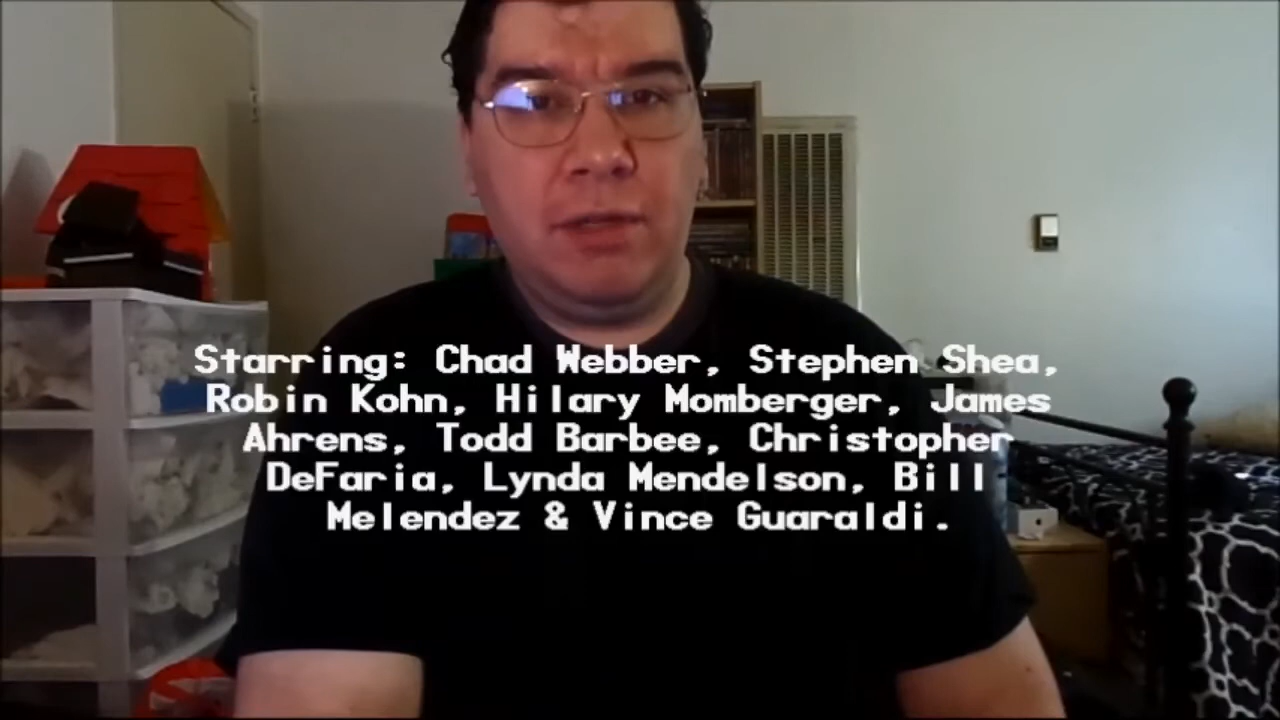 Starring: Chad Webber, Stephen Shea,
Robin Kohn, Hilary Momberger, James
Ahrens, Todd Barbee, Christopher
DeFaria, Lynda Mendelson, Bill
Melendez & Vince Guaraldi.